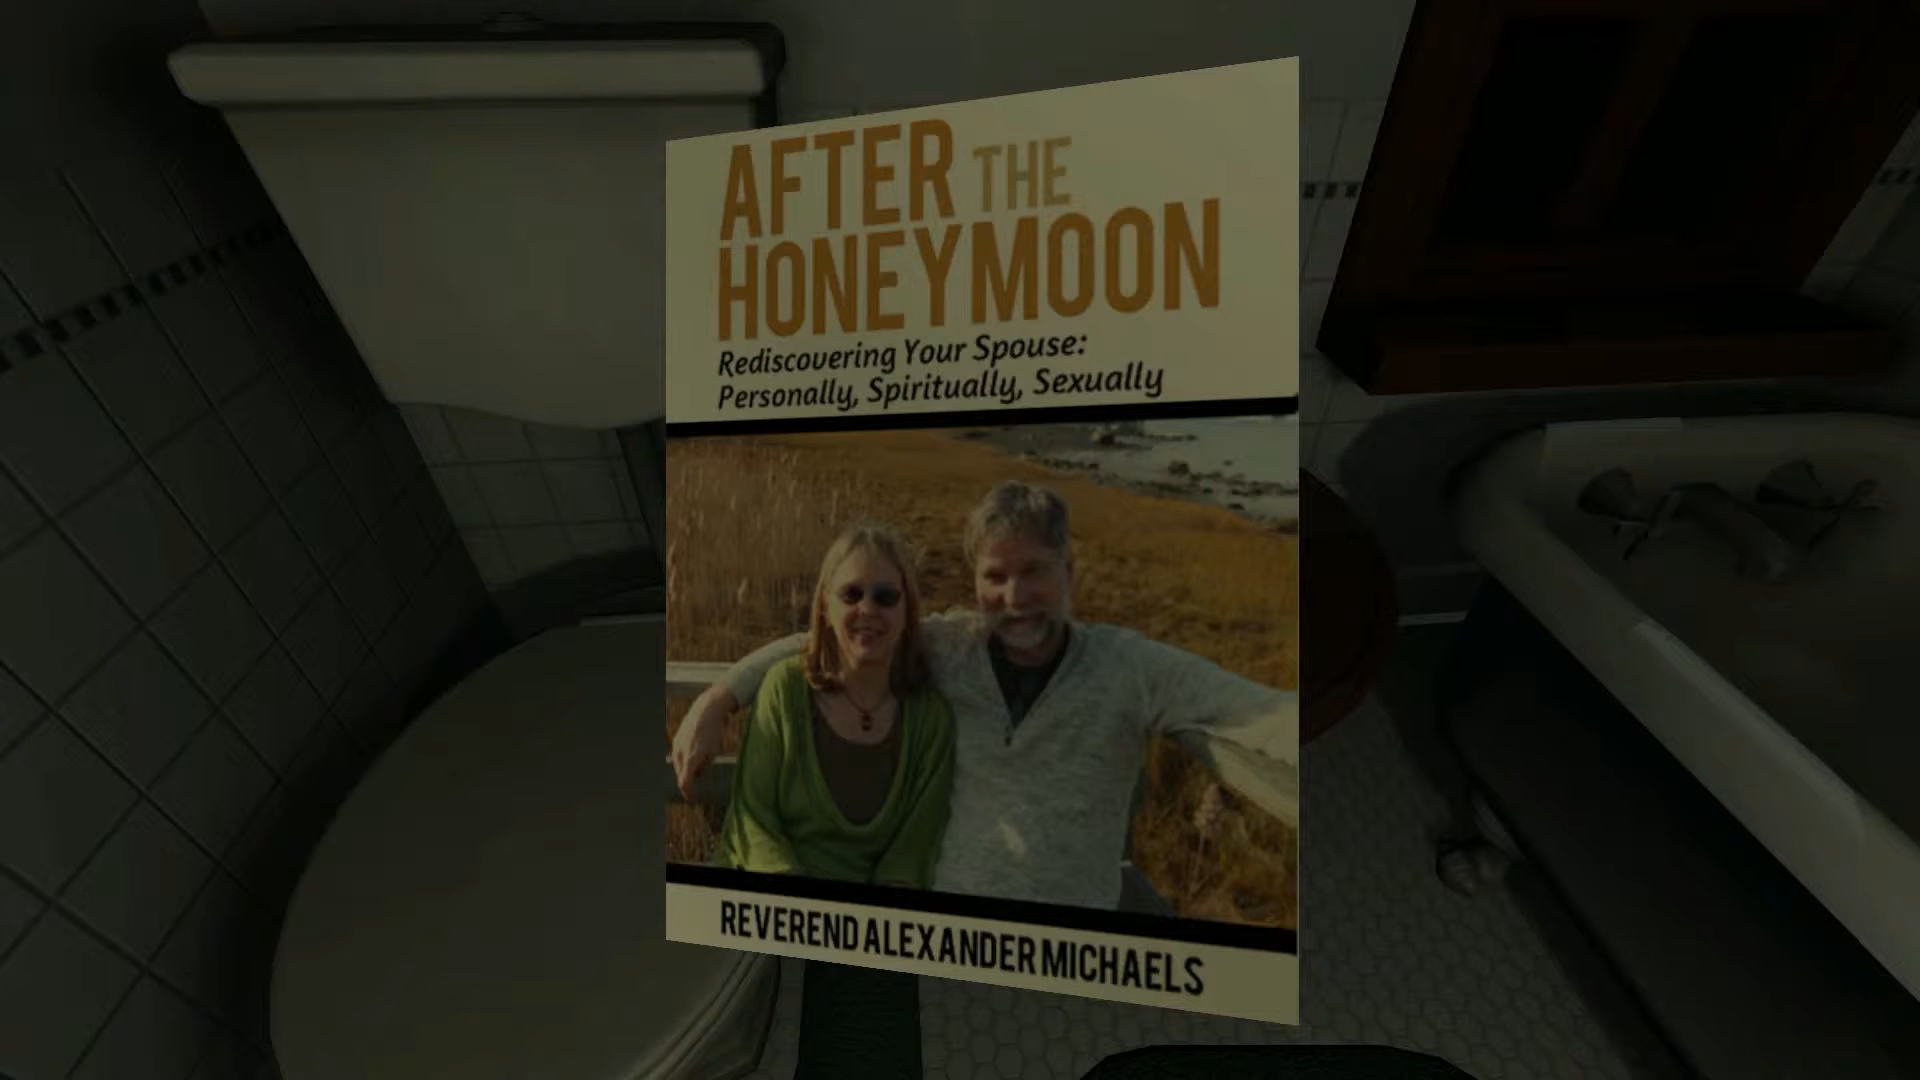 AFTER THE
HONEYMOON
Rediscovering Your Spouse:
Personally, Spiritually, Sexually
REVEREND ALEXANDER MICHAELS